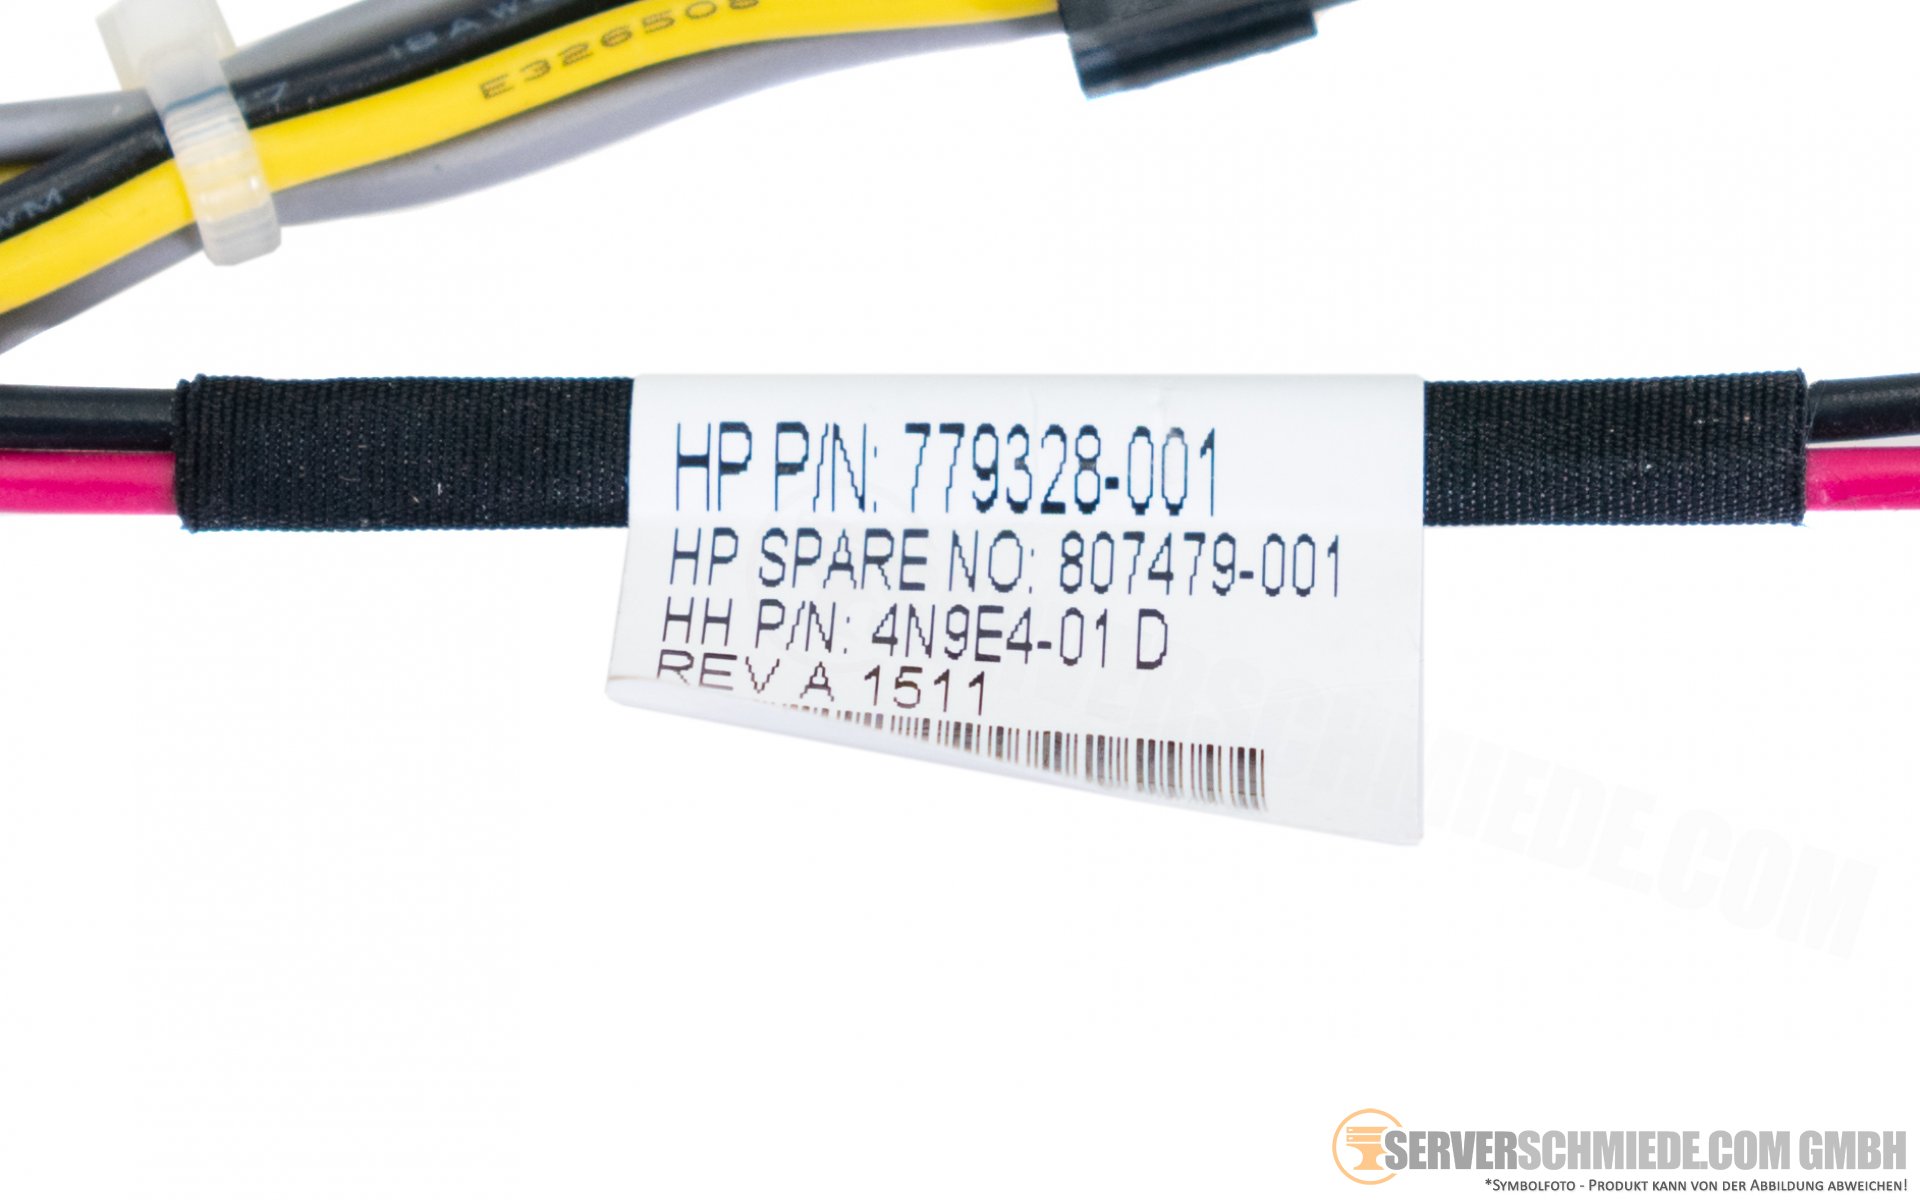 18AW
E326508
HP P/N: 779328-001
HP SPARE NO: 807479-001
HH P/N: 4N9E4-01 D
REV A 1511
SERVERSCHMIEDE.COM GMBH
*SYMBOLFOTO - PRODUKT KANN VON DER ABBILDUNG ABWEICHEN!